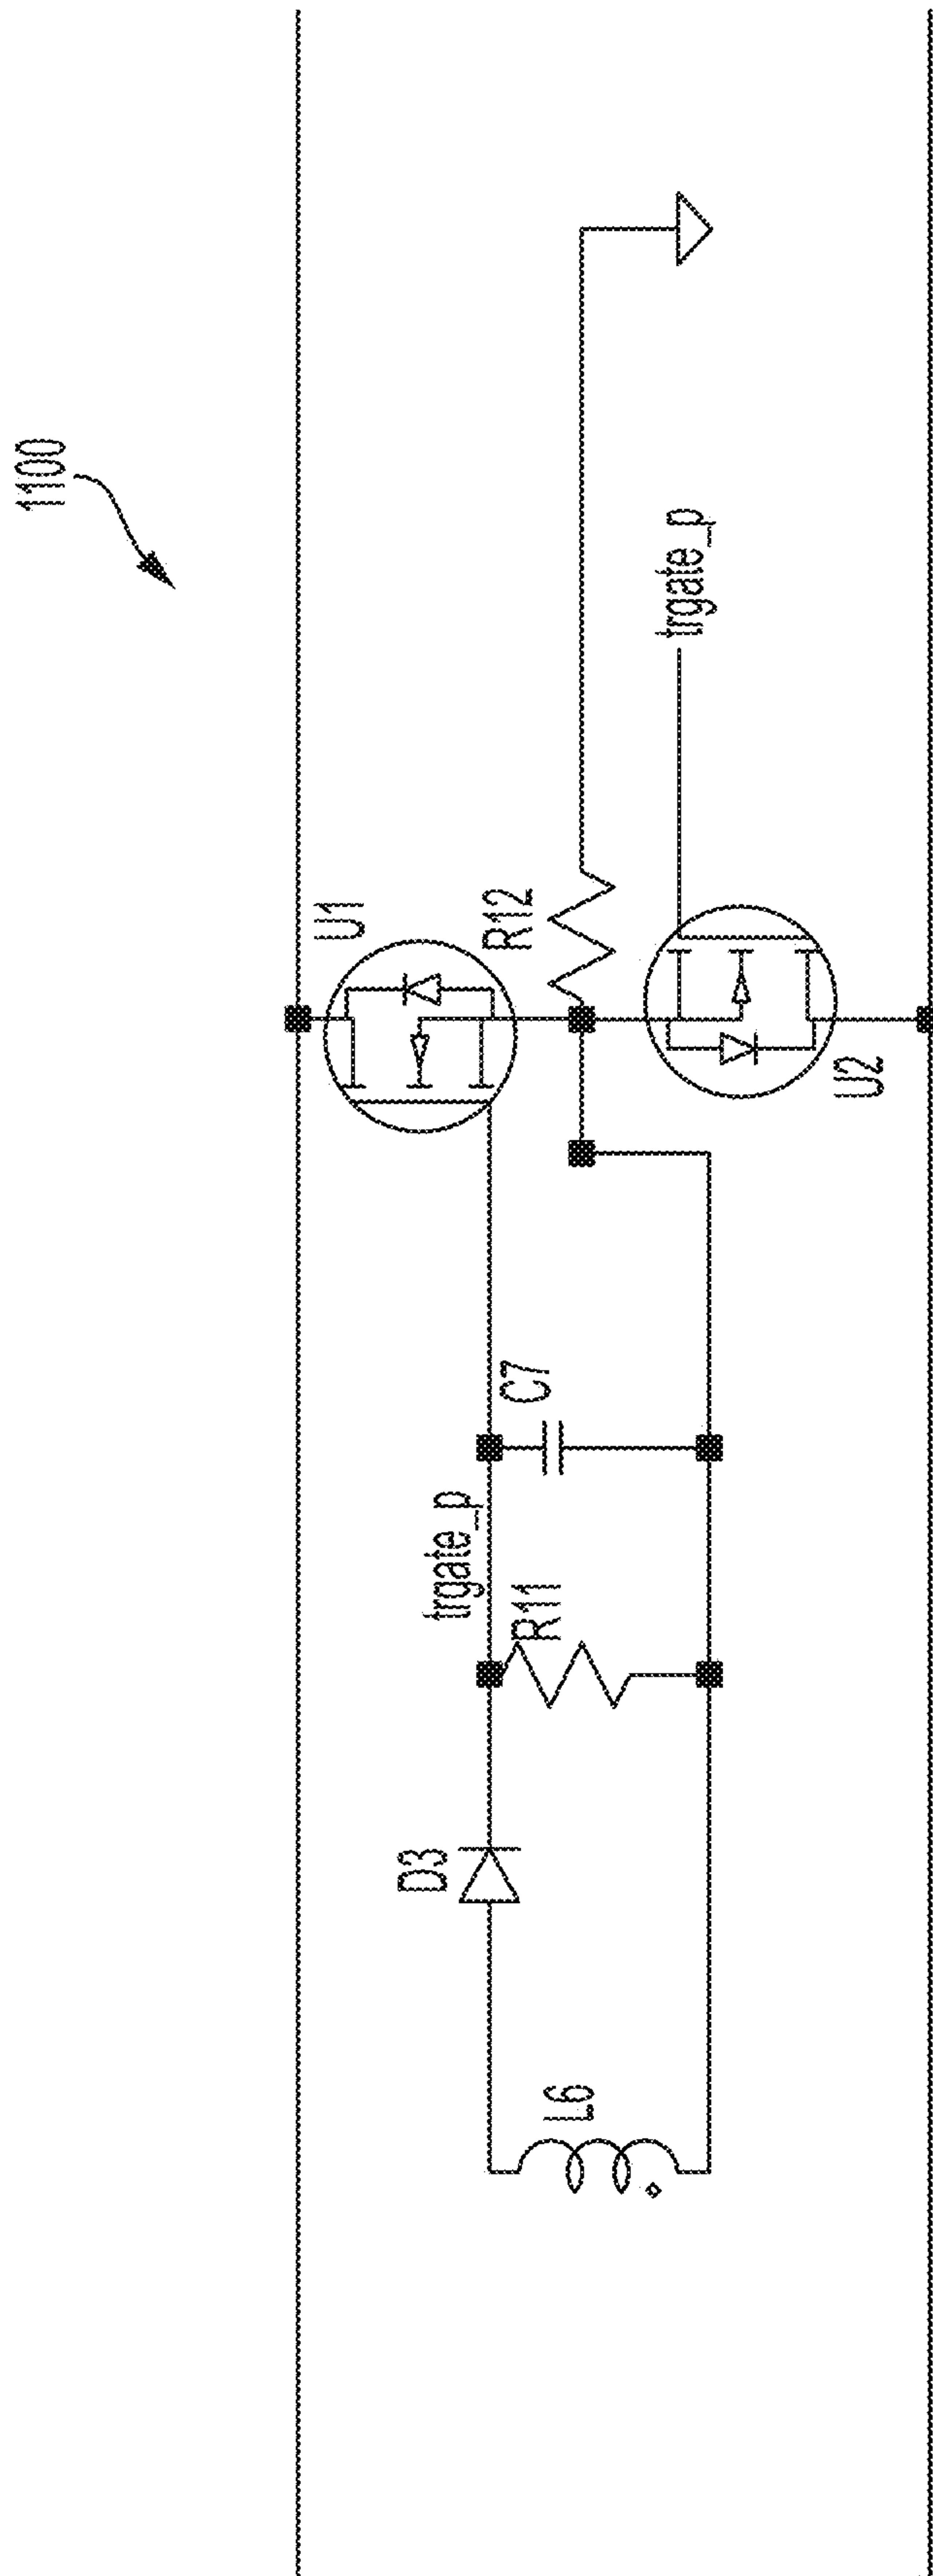 1100
U1
R12
trgate_p
U2
C7
trgate_p
R11
D3
L6